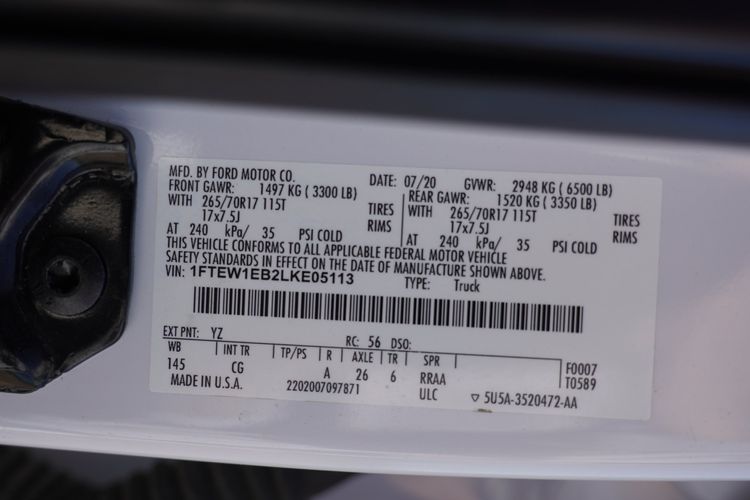 MFD. BY FORD MOTOR CO. DATE: 07/20 GVWR: 2948 KG ( 6500 LB)
FRONT GAWR: 1497 KG ( 3300 LB) REAR GAWR: 1520 KG ( 3350 LB)
WITH 265/70R17 115T TIRES WITH 265/70R17 115T TIRES
17x7.5J RIMS 17x7.5J RIMS
AT 240 kPa/ 35 PSI COLD AT 240 kPa/ 35 PSI COLD
THIS VEHICLE CONFORMS TO ALL APPLICABLE FEDERAL MOTOR VEHICLE
SAFETY STANDARDS IN EFFECT ON THE DATE OF MANUFACTURE SHOWN ABOVE.
VIN: 1FTEW1EB2LKE05113 TYPE: Truck
EXT PNT: YZ RC: 56 DSO:
WB INT TR TP/PS R AXLE TR SPR F0007
145 CG A 26 6 RRAA T0589
MADE IN U.S.A. 2202007097871 ULC ▽ 5U5A-3520472-AA